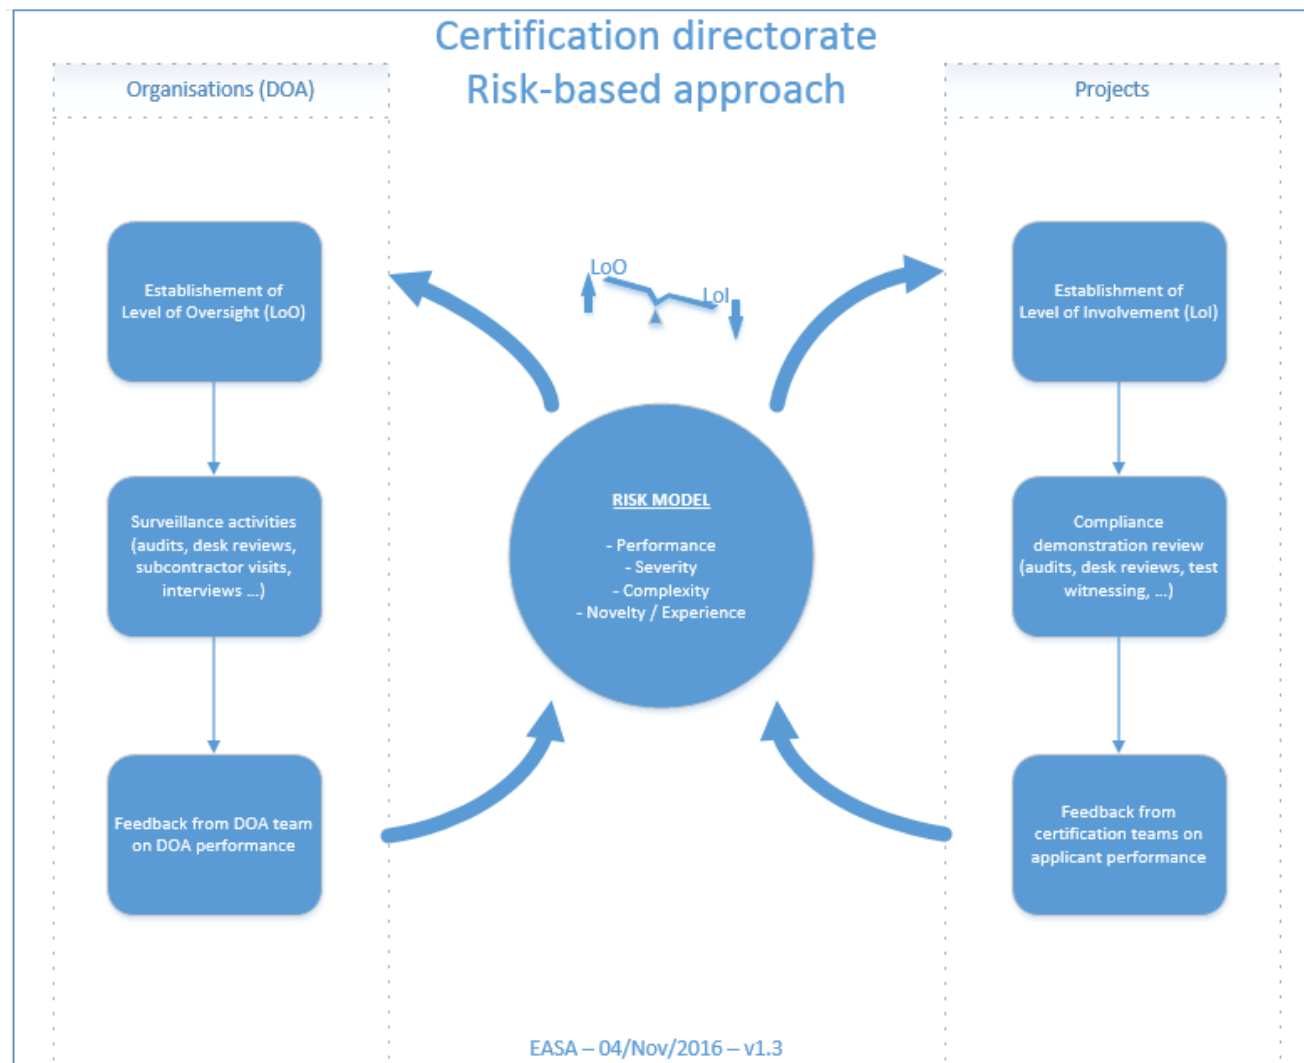 Certification directorate
Risk-based approach
Organisations (DOA)
Projects
LoO
LoI
Establishement of
Level of Oversight (LoO)
Surveillance activities
(audits, desk reviews,
subcontractor visits,
interviews ...)
Feedback from DOA team
on DOA performance
RISK MODEL
- Performance
- Severity
- Complexity
- Novelty / Experience
Establishment of
Level of Involvement (LoI)
Compliance
demonstration review
(audits, desk reviews, test
witnessing, ...)
Feedback from
certification teams on
applicant performance
EASA – 04/Nov/2016 – v1.3